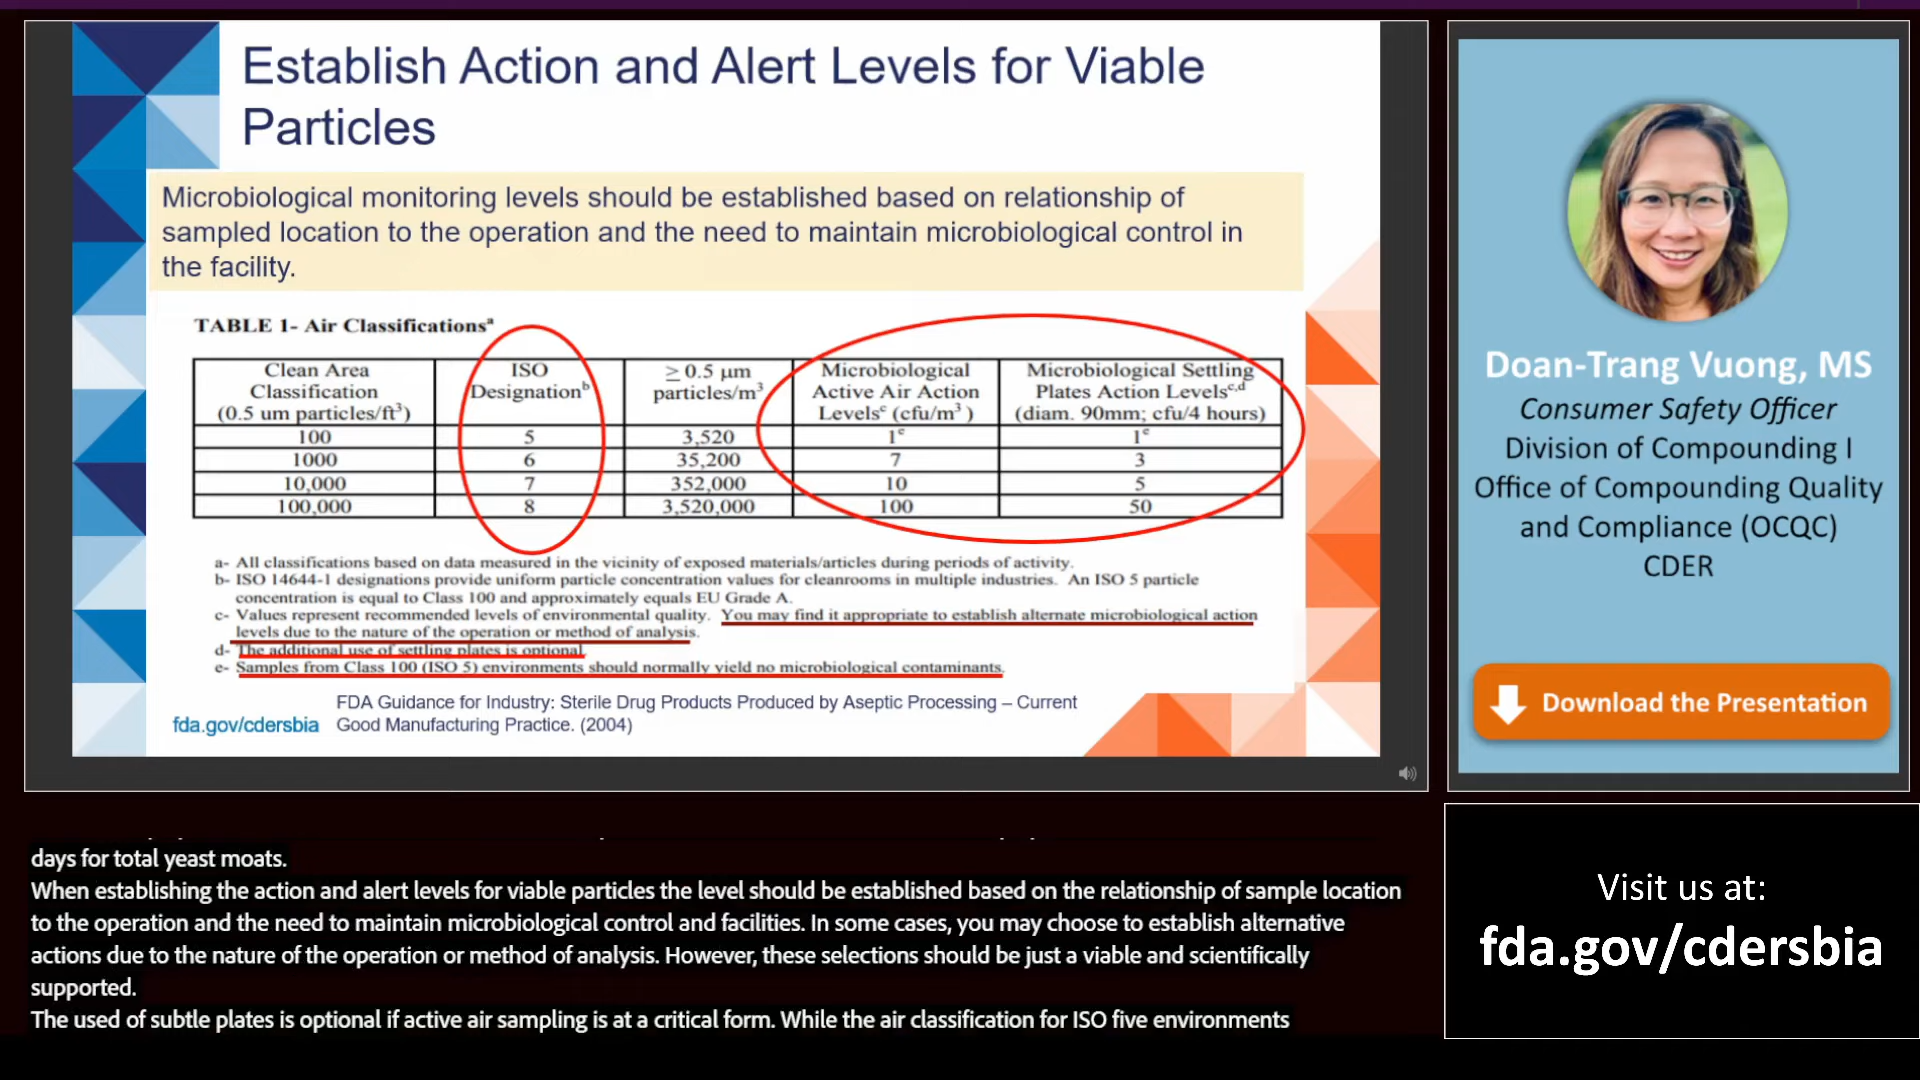 Establish Action and Alert Levels for Viable
Particles
Microbiological monitoring levels should be established based on relationship of
sampled location to the operation and the need to maintain microbiological control in
the facility.
TABLE 1- Air Classificationsᵃ
Clean Area Classification (0.5 um particles/ft³) | ISO Designationᵇ | ≥ 0.5 µm particles/m³ | Microbiological Active Air Action Levelsᶜ (cfu/m³ ) | Microbiological Settling Plates Action Levelsᶜ,ᵈ (diam. 90mm; cfu/4 hours)
100 | 5 | 3,520 | 1ᵉ | 1ᵉ
1000 | 6 | 35,200 | 7 | 3
10,000 | 7 | 352,000 | 10 | 5
100,000 | 8 | 3,520,000 | 100 | 50
a- All classifications based on data measured in the vicinity of exposed materials/articles during periods of activity.
b- ISO 14644-1 designations provide uniform particle concentration values for cleanrooms in multiple industries. An ISO 5 particle
concentration is equal to Class 100 and approximately equals EU Grade A.
c- Values represent recommended levels of environmental quality. You may find it appropriate to establish alternate microbiological action
levels due to the nature of the operation or method of analysis.
d- The additional use of settling plates is optional.
e- Samples from Class 100 (ISO 5) environments should normally yield no microbiological contaminants.
FDA Guidance for Industry: Sterile Drug Products Produced by Aseptic Processing – Current
Good Manufacturing Practice. (2004)
fda.gov/cdersbia
Doan-Trang Vuong, MS
Consumer Safety Officer
Division of Compounding I
Office of Compounding Quality
and Compliance (OCQC)
CDER
Download the Presentation
days for total yeast moats.
When establishing the action and alert levels for viable particles the level should be established based on the relationship of sample location
to the operation and the need to maintain microbiological control and facilities. In some cases, you may choose to establish alternative
actions due to the nature of the operation or method of analysis. However, these selections should be just a viable and scientifically
supported.
The used of subtle plates is optional if active air sampling is at a critical form. While the air classification for ISO five environments
Visit us at:
fda.gov/cdersbia